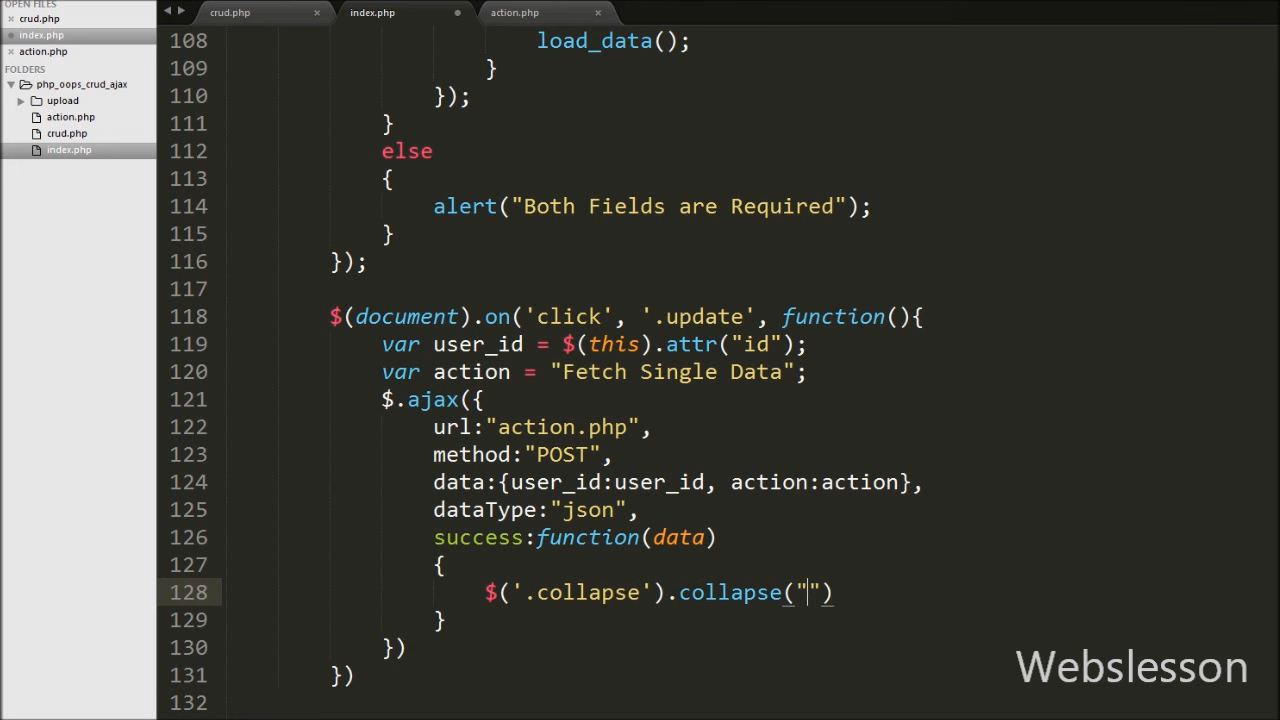 OPEN FILES
crud.php
index.php
action.php
FOLDERS
php_oops_crud_ajax
upload
action.php
crud.php
index.php
crud.php
index.php
action.php
108 load_data();
109 }
110 });
111 }
112 else
113 {
114 alert("Both Fields are Required");
115 }
116 });
117
118 $(document).on('click', '.update', function(){
119 var user_id = $(this).attr("id");
120 var action = "Fetch Single Data";
121 $.ajax({
122 url:"action.php",
123 method:"POST",
124 data:{user_id:user_id, action:action},
125 dataType:"json",
126 success:function(data)
127 {
128 $('.collapse').collapse("")
129 }
130 })
131 })
132
Webslesson